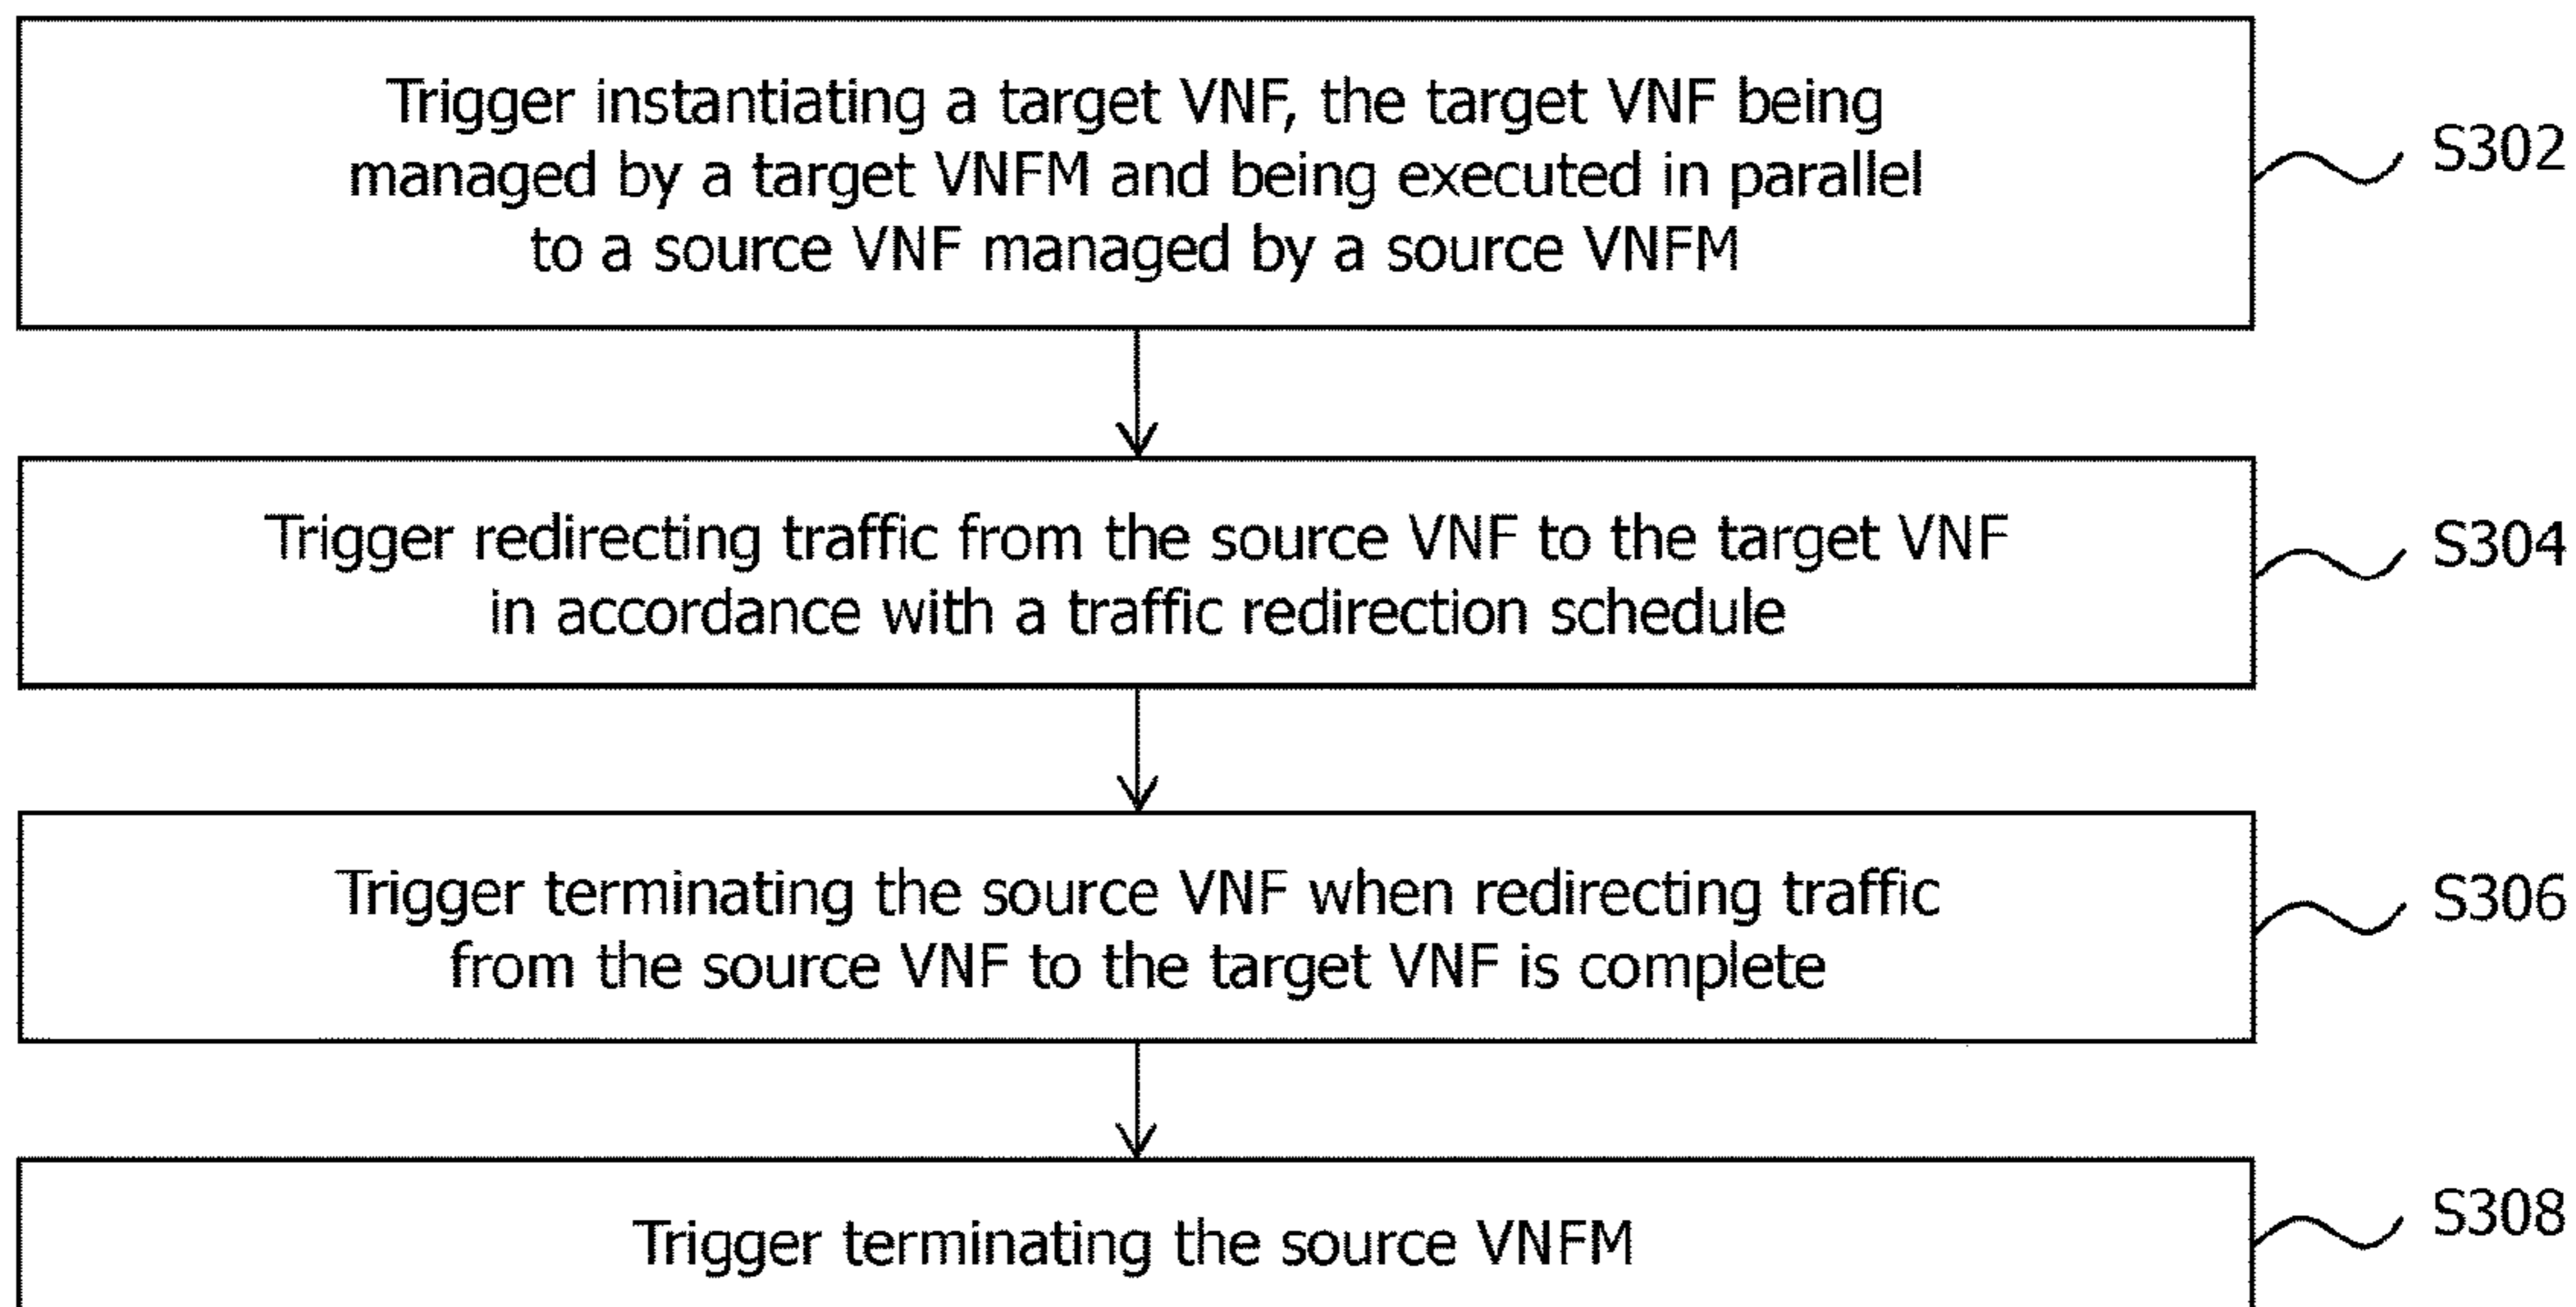 Trigger instantiating a target VNF, the target VNF being
managed by a target VNFM and being executed in parallel
to a source VNF managed by a source VNFM
S302
Trigger redirecting traffic from the source VNF to the target VNF
in accordance with a traffic redirection schedule
S304
Trigger terminating the source VNF when redirecting traffic
from the source VNF to the target VNF is complete
S306
Trigger terminating the source VNFM
S308